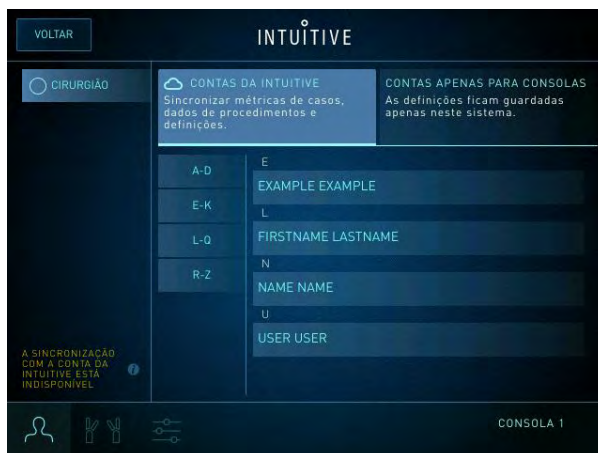 VOLTAR
INTUITIVE
CIRURGIÃO
CONTAS DA INTUITIVE
Sincronizar métricas de casos,
dados de procedimentos e
definições.
CONTAS APENAS PARA CONSOLAS
As definições ficam guardadas
apenas neste sistema.
A-D
E-K
L-Q
R-Z
E
EXAMPLE EXAMPLE
L
FIRSTNAME LASTNAME
N
NAME NAME
U
USER USER
A SINCRONIZAÇÃO
COM A CONTA DA
INTUITIVE ESTÁ
INDISPONÍVEL
i
CONSOLA 1